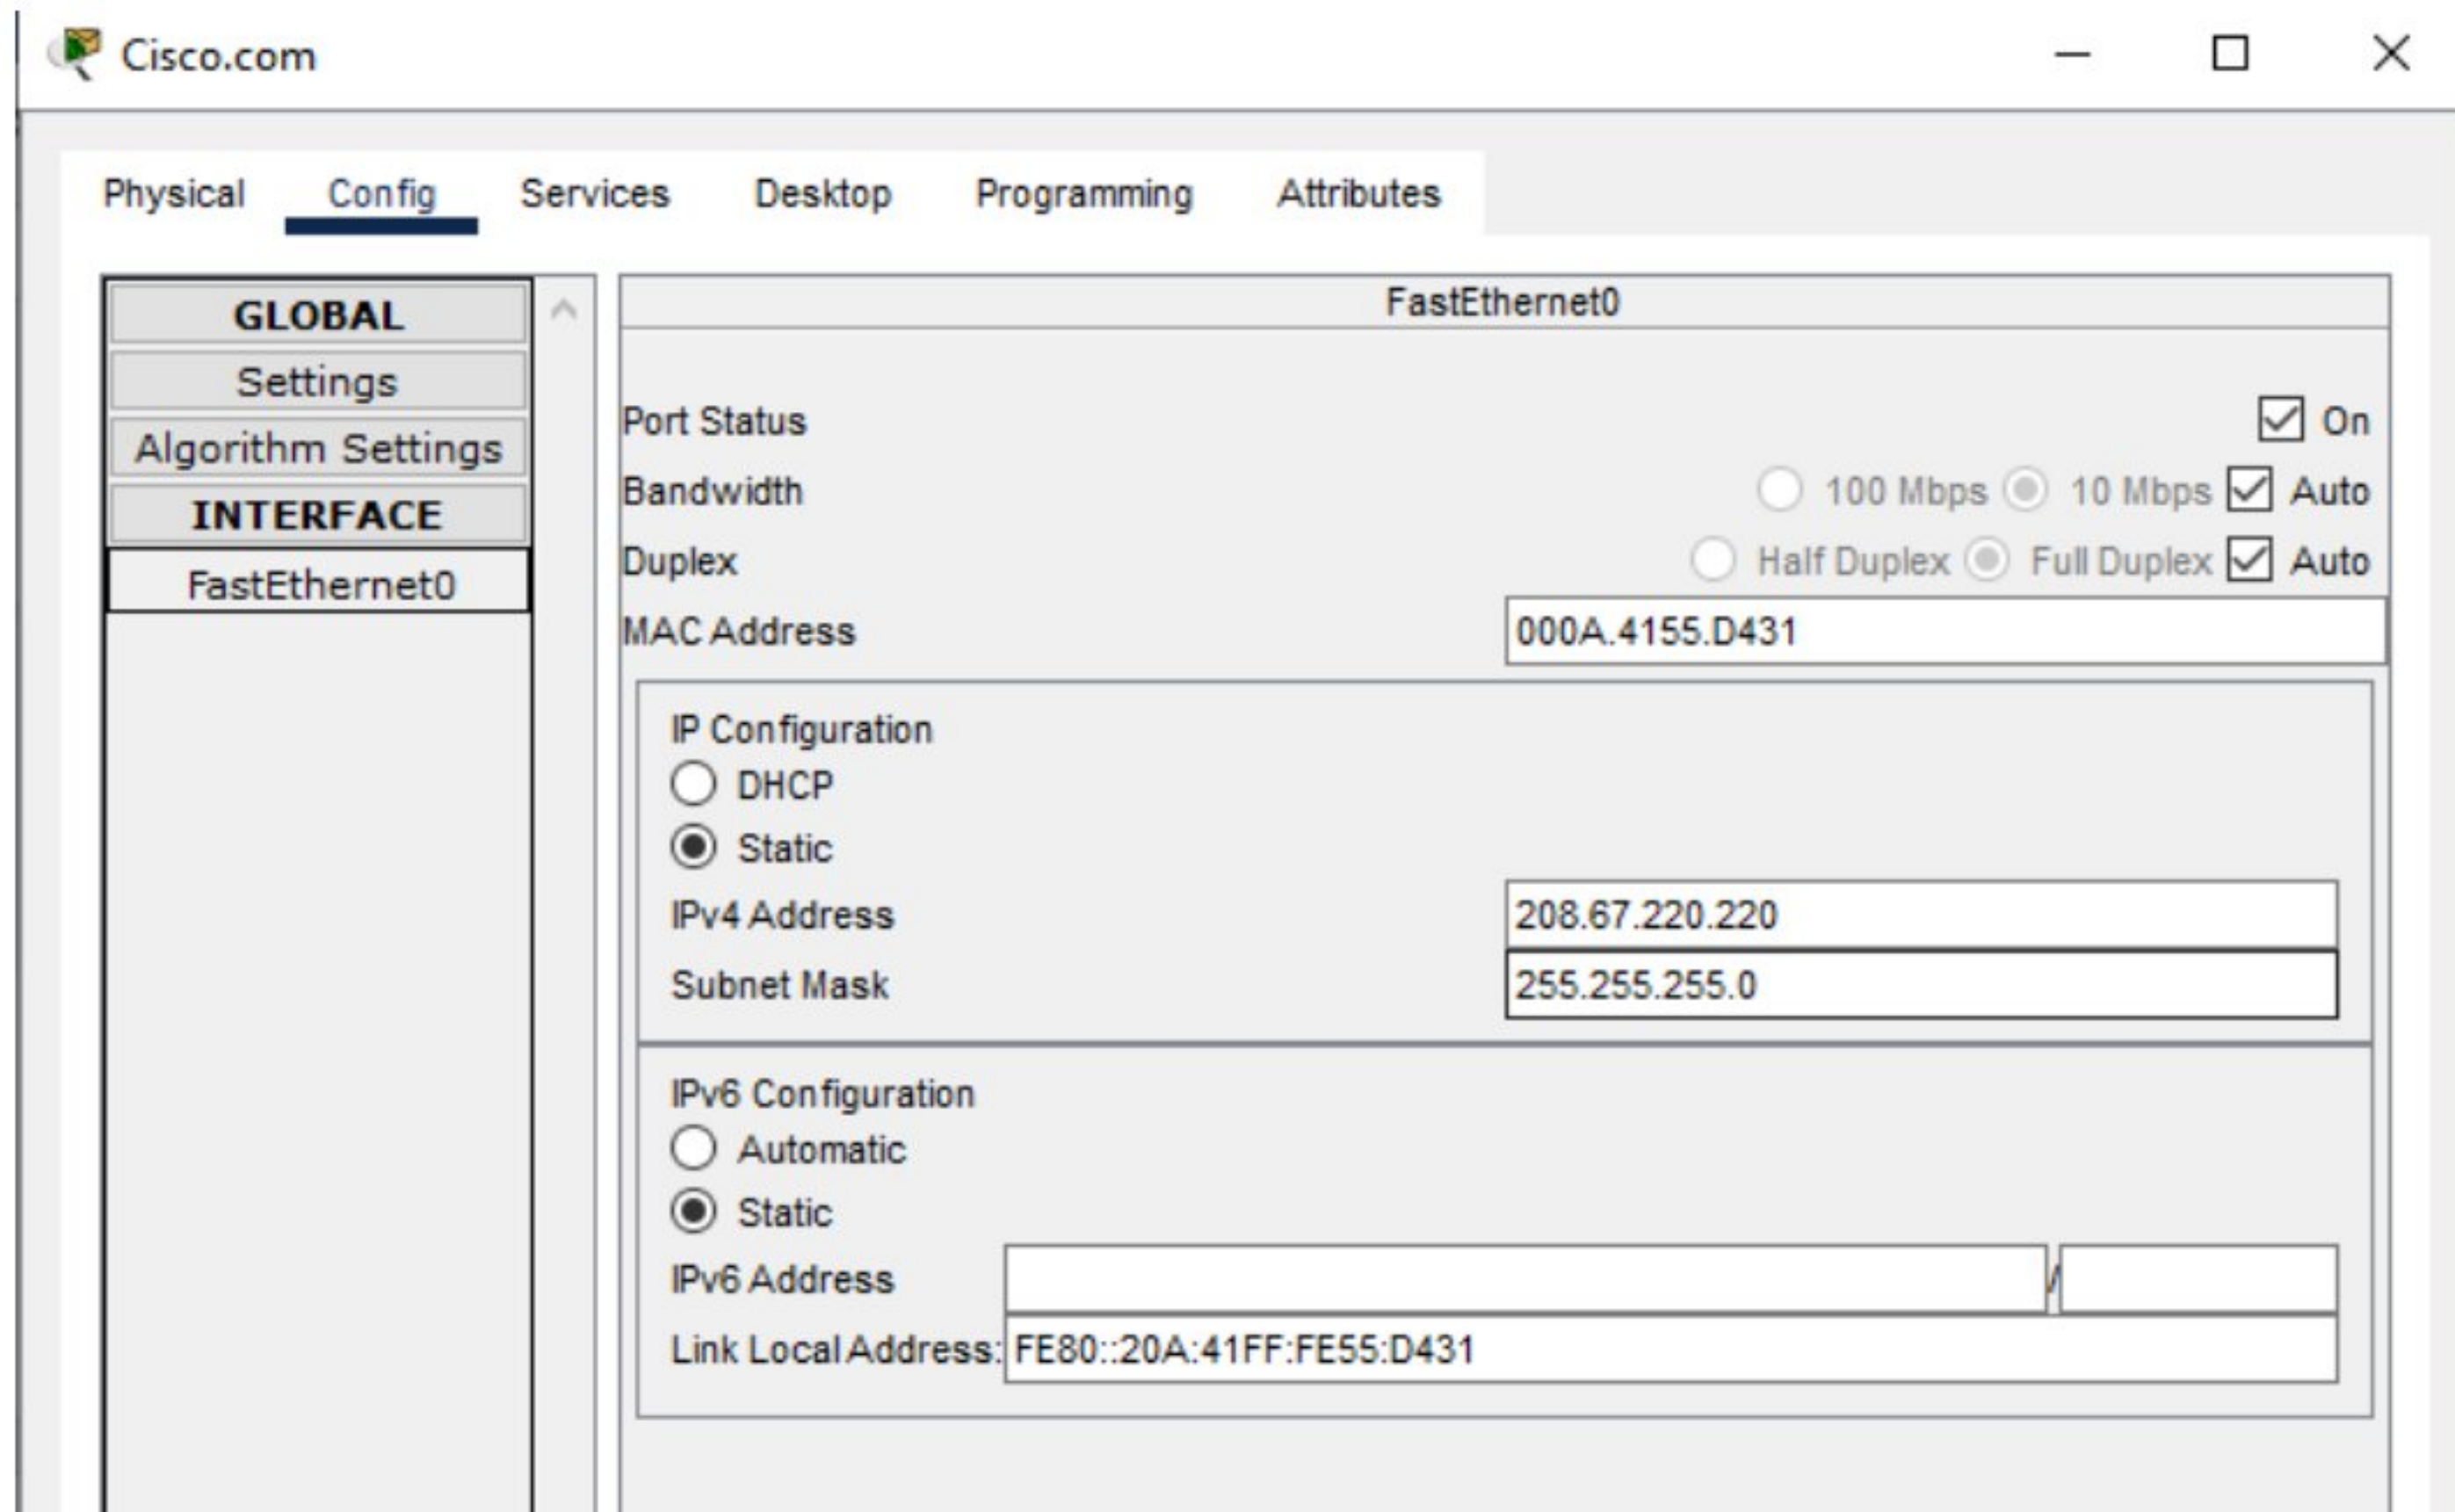 Cisco.com
Physical Config Services Desktop Programming Attributes
GLOBAL
Settings
Algorithm Settings
INTERFACE
FastEthernet0
FastEthernet0
Port Status On
Bandwidth 100 Mbps 10 Mbps Auto
Duplex Half Duplex Full Duplex Auto
MAC Address 000A.4155.D431
IP Configuration
DHCP
Static
IPv4 Address 208.67.220.220
Subnet Mask 255.255.255.0
IPv6 Configuration
Automatic
Static
IPv6 Address /
Link Local Address: FE80::20A:41FF:FE55:D431